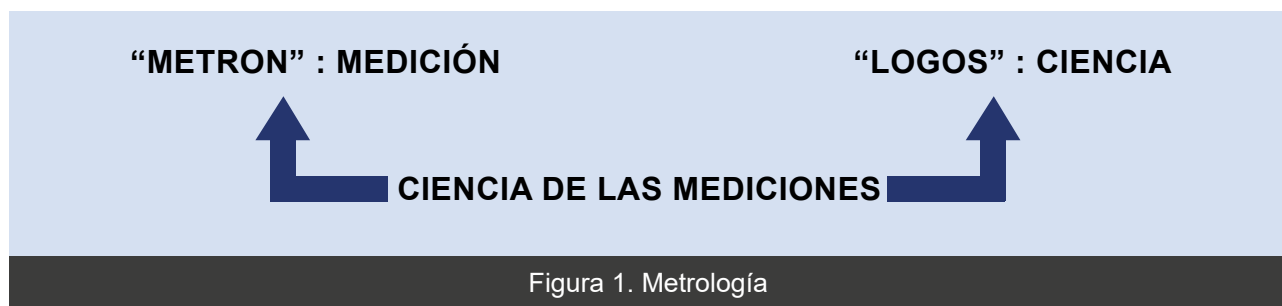 “METRON” : MEDICIÓN
“LOGOS” : CIENCIA
CIENCIA DE LAS MEDICIONES
Figura 1. Metrología